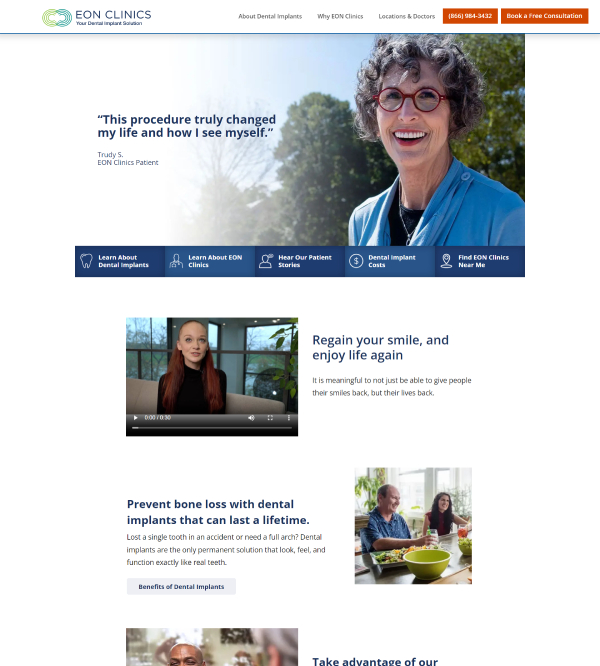 EON CLINICS
Your Dental Implant Solution
About Dental Implants
Why EON Clinics
Locations & Doctors
(866) 984-3432
Book a Free Consultation
“This procedure truly changed
my life and how I see myself.”
Trudy S.
EON Clinics Patient
Learn About
Dental Implants
Learn About EON
Clinics
Hear Our Patient
Stories
Dental Implant
Costs
Find EON Clinics
Near Me
0:00 / 0:30
Regain your smile, and
enjoy life again
It is meaningful to not just be able to give people
their smiles back, but their lives back.
Prevent bone loss with dental
implants that can last a lifetime.
Lost a single tooth in an accident or need a full arch? Dental
implants are the only permanent solution that look, feel, and
function exactly like real teeth.
Benefits of Dental Implants
Take advantage of our